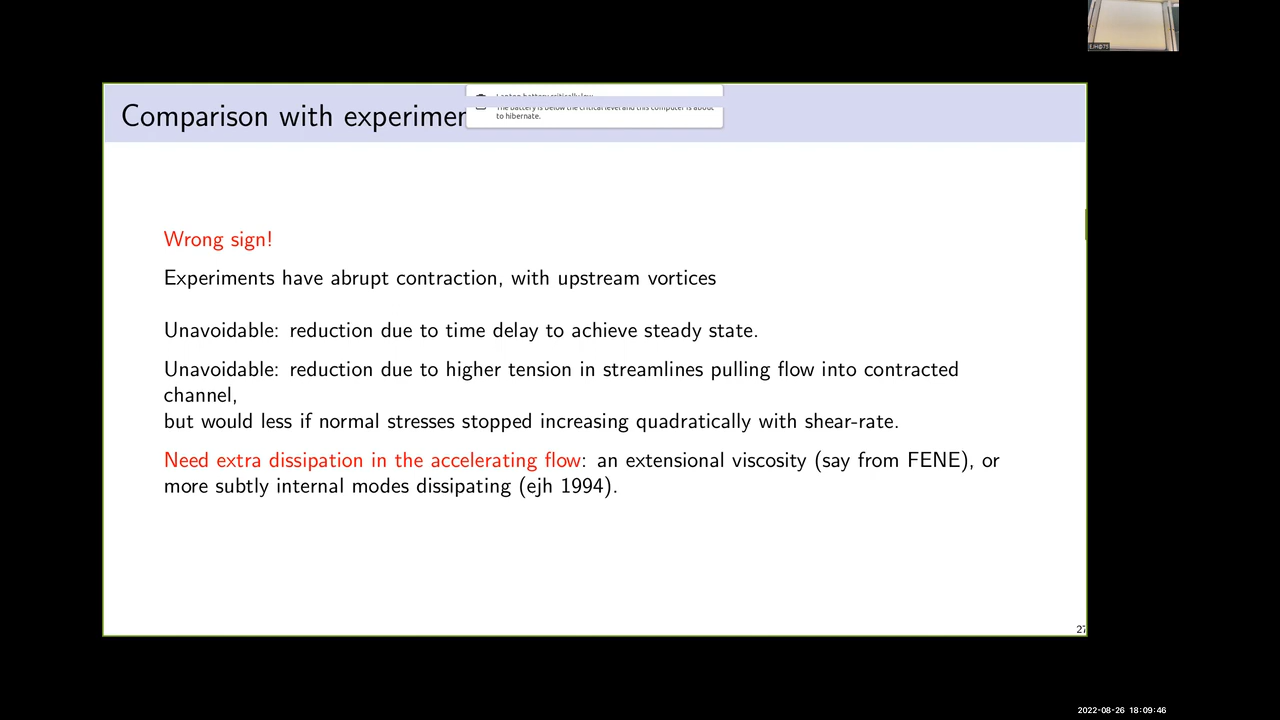 EJH@73
Comparison with experimen
Laptop battery critically low
The battery is below the critical level and this computer is about
to hibernate.
Wrong sign!
Experiments have abrupt contraction, with upstream vortices
Unavoidable: reduction due to time delay to achieve steady state.
Unavoidable: reduction due to higher tension in streamlines pulling flow into contracted
channel,
but would less if normal stresses stopped increasing quadratically with shear-rate.
Need extra dissipation in the accelerating flow: an extensional viscosity (say from FENE), or
more subtly internal modes dissipating (ejh 1994).
27
2022-08-26 18:09:46